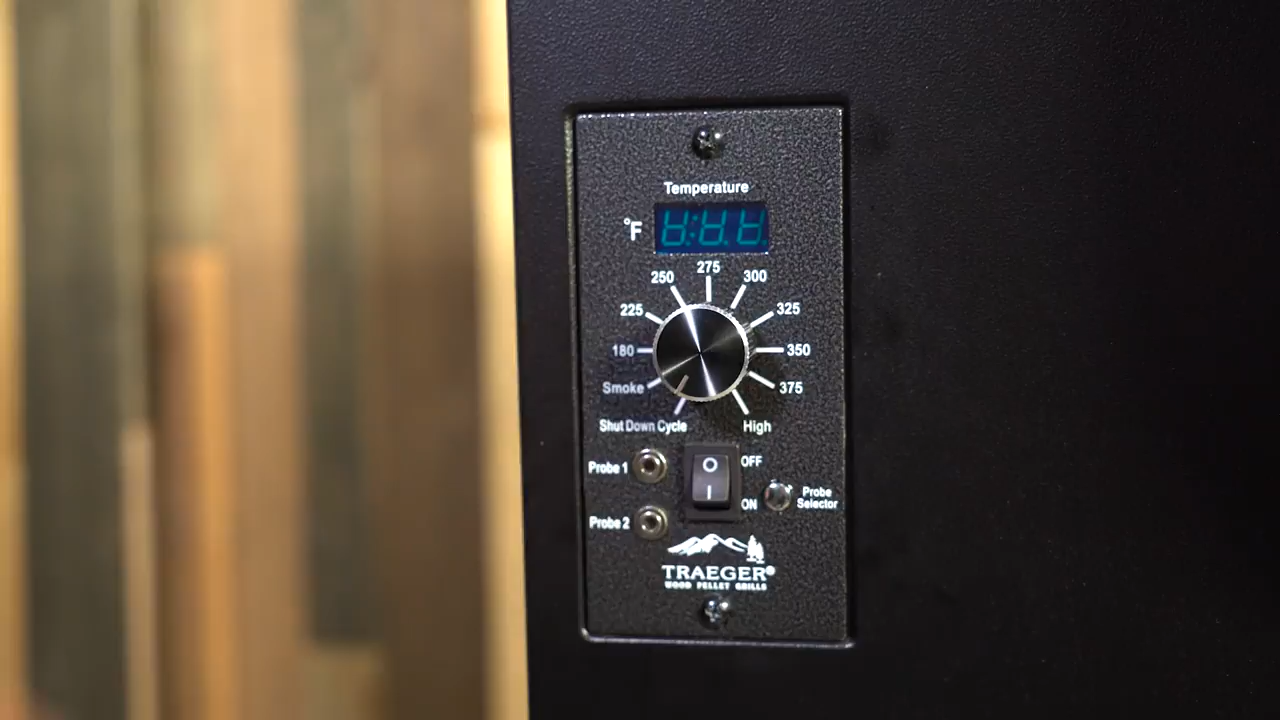 Temperature
°F
275
250
300
225
325
180
350
Smoke
375
Shut Down Cycle
High
Probe 1
OFF
ON
Probe
Selector
Probe 2
TRAEGER®
WOOD PELLET GRILLS